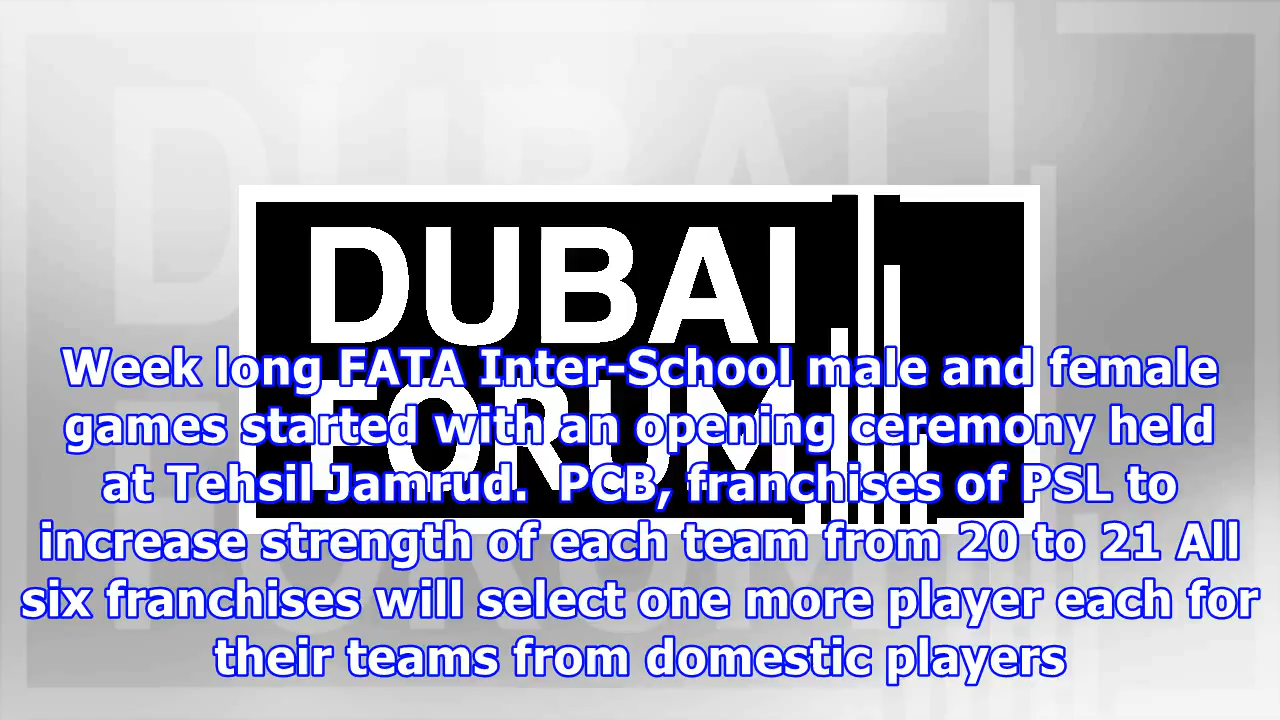 DUBAI
FORUM
Week long FATA Inter-School male and female
games started with an opening ceremony held
at Tehsil Jamrud.  PCB, franchises of PSL to
increase strength of each team from 20 to 21 All
six franchises will select one more player each for
their teams from domestic players